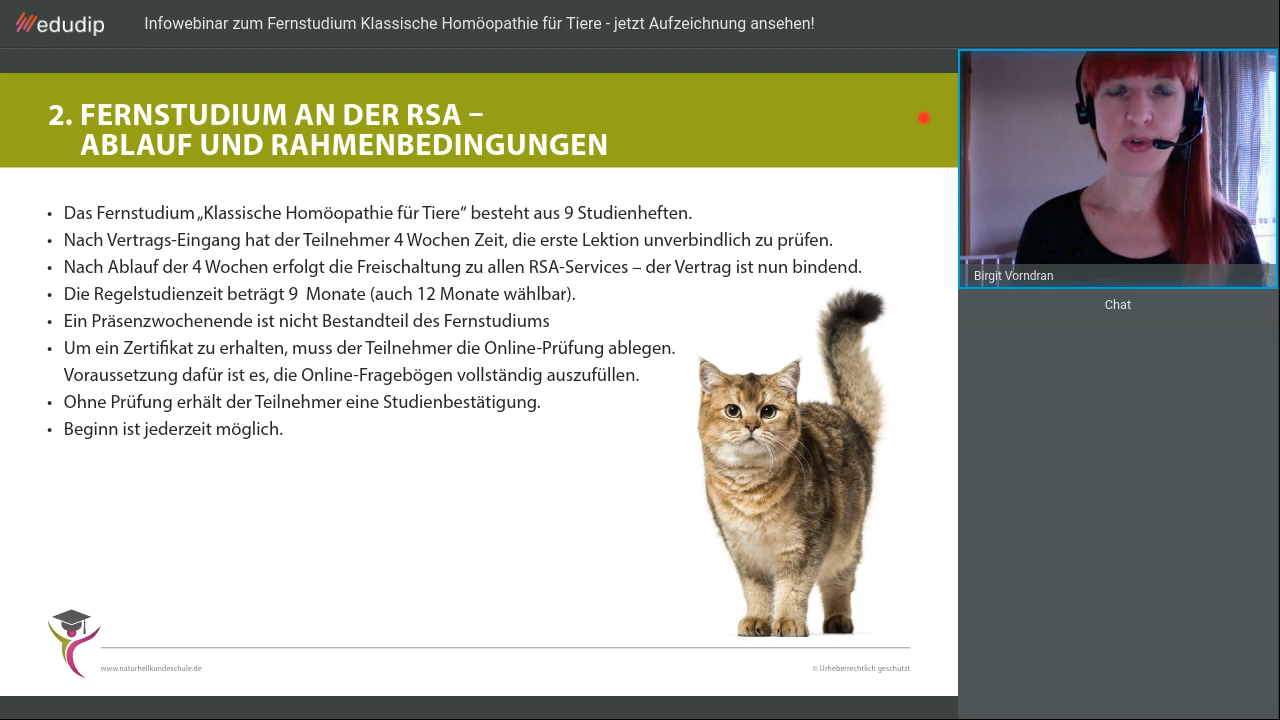 edudip
Infowebinar zum Fernstudium Klassische Homöopathie für Tiere - jetzt Aufzeichnung ansehen!
2. FERNSTUDIUM AN DER RSA –
ABLAUF UND RAHMENBEDINGUNGEN
• Das Fernstudium „Klassische Homöopathie für Tiere“ besteht aus 9 Studienheften.
• Nach Vertrags-Eingang hat der Teilnehmer 4 Wochen Zeit, die erste Lektion unverbindlich zu prüfen.
• Nach Ablauf der 4 Wochen erfolgt die Freischaltung zu allen RSA-Services – der Vertrag ist nun bindend.
• Die Regelstudienzeit beträgt 9 Monate (auch 12 Monate wählbar).
• Ein Präsenzwochenende ist nicht Bestandteil des Fernstudiums
• Um ein Zertifikat zu erhalten, muss der Teilnehmer die Online-Prüfung ablegen.
Voraussetzung dafür ist es, die Online-Fragebögen vollständig auszufüllen.
• Ohne Prüfung erhält der Teilnehmer eine Studienbestätigung.
• Beginn ist jederzeit möglich.
www.naturheilkundeschule.de
© Urheberrechtlich geschützt
Birgit Vorndran
Chat